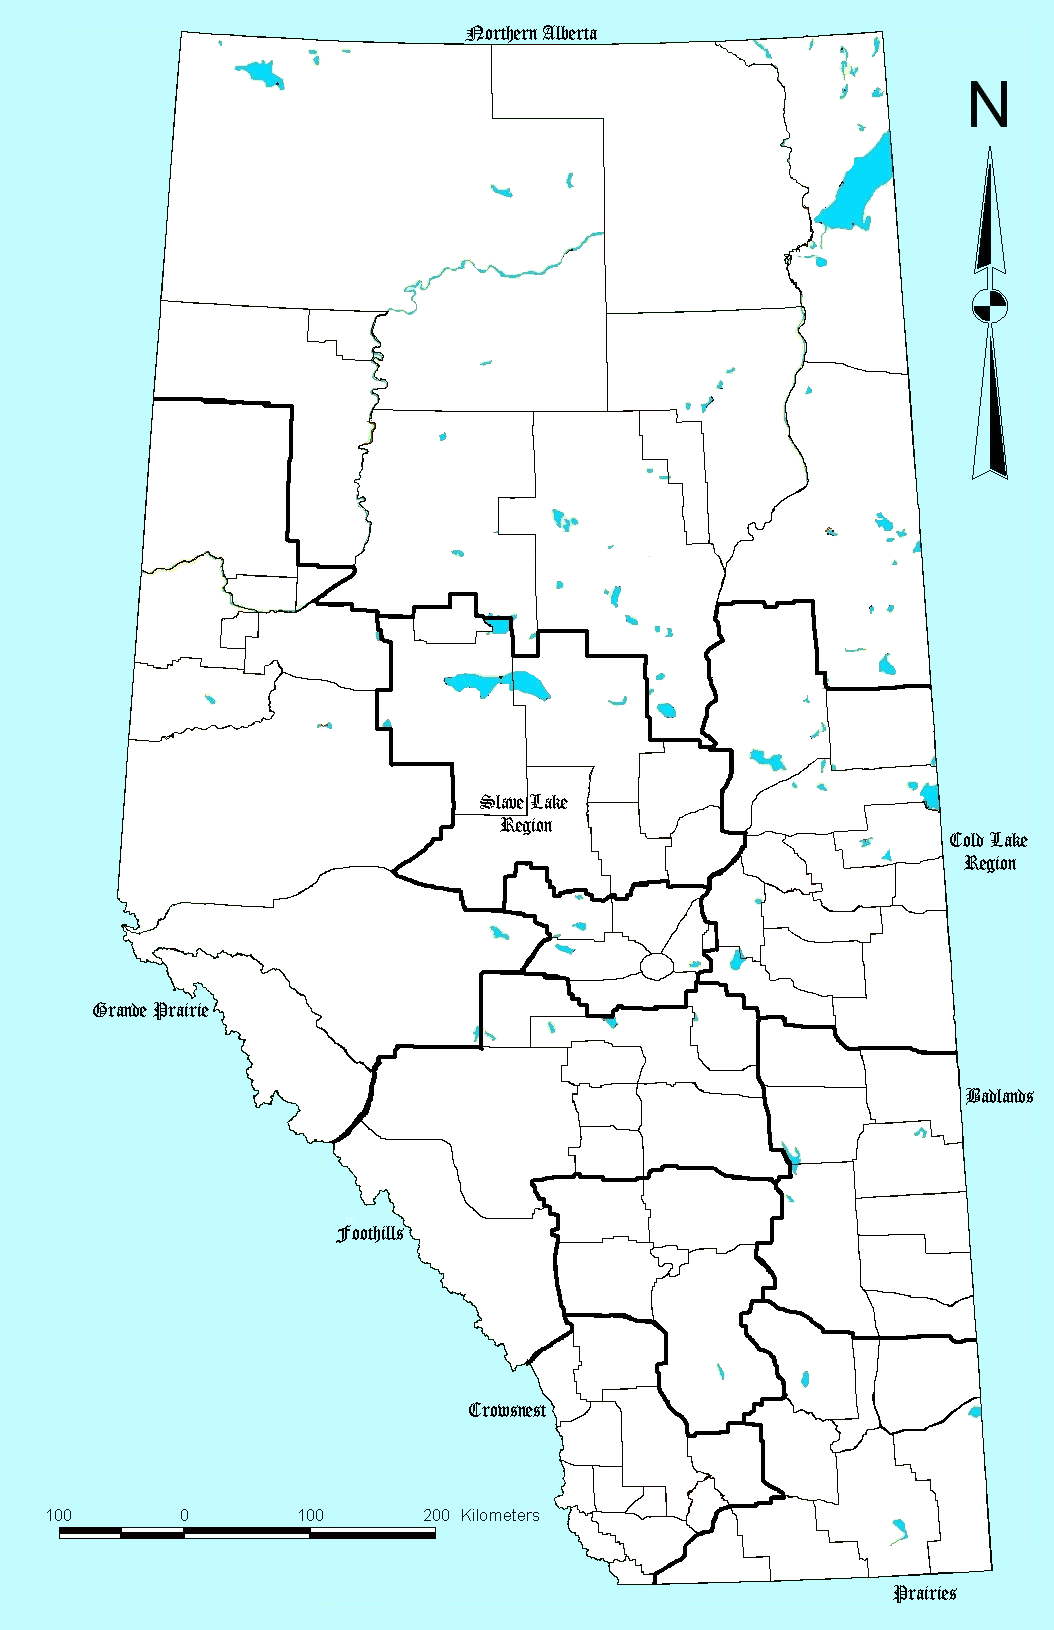 Northern Alberta
N
Slave Lake
Region
Cold Lake
Region
Grande Prairie
Badlands
Foothills
Crowsnest
100 0 100 200 Kilometers
Prairies